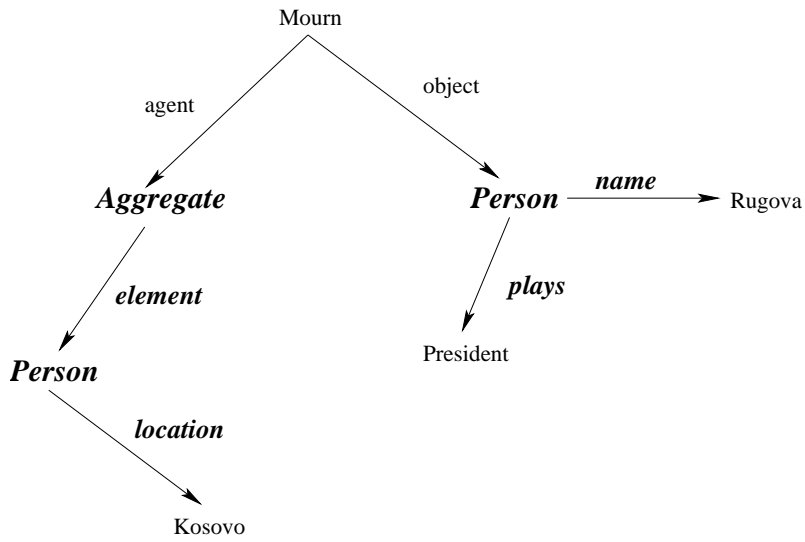 Mourn
agent
object
Aggregate
Person
name
Rugova
element
plays
President
Person
location
Kosovo